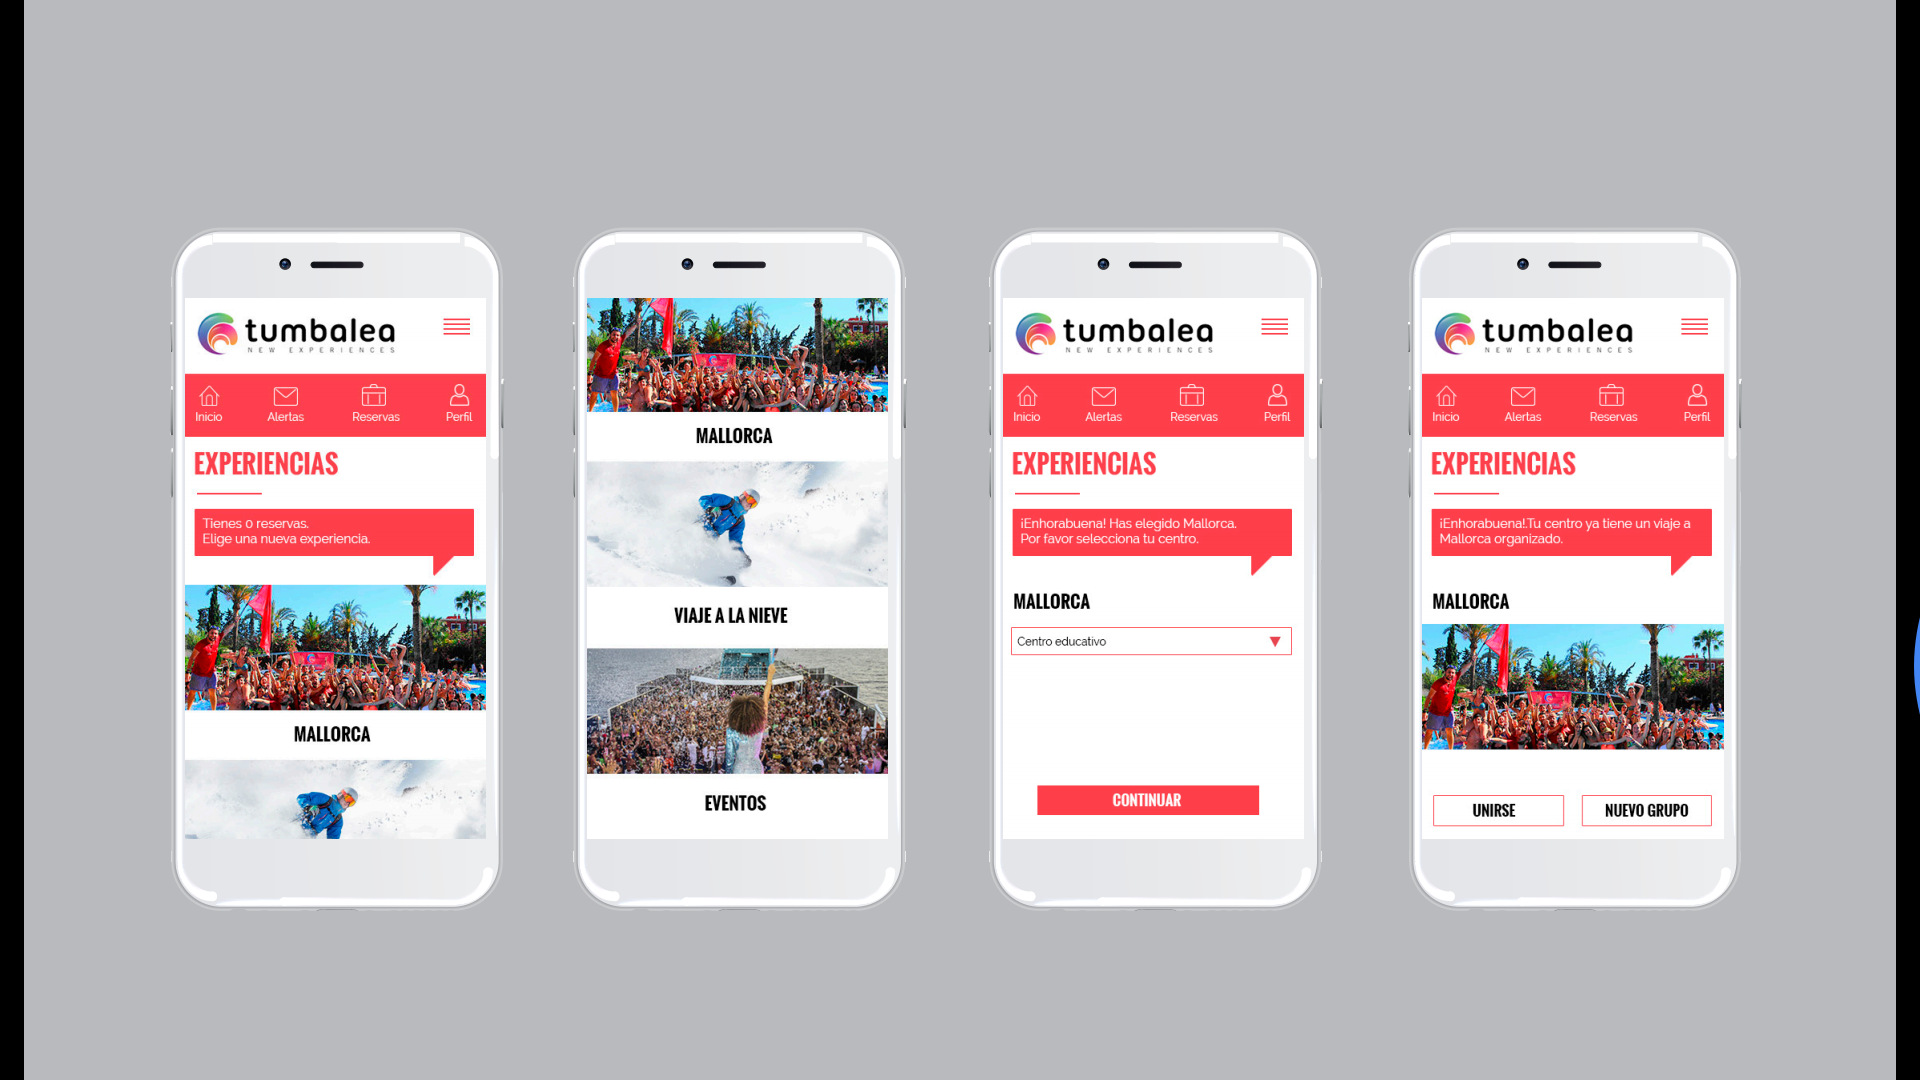 tumbalea
NEW EXPERIENCES
Inicio
Alertas
Reservas
Perfil
EXPERIENCIAS
Tienes 0 reservas.
Elige una nueva experiencia.
MALLORCA
MALLORCA
VIAJE A LA NIEVE
EVENTOS
tumbalea
NEW EXPERIENCES
Inicio
Alertas
Reservas
Perfil
EXPERIENCIAS
¡Enhorabuena! Has elegido Mallorca.
Por favor selecciona tu centro.
MALLORCA
Centro educativo
CONTINUAR
tumbalea
NEW EXPERIENCES
Inicio
Alertas
Reservas
Perfil
EXPERIENCIAS
¡Enhorabuena!.Tu centro ya tiene un viaje a
Mallorca organizado.
MALLORCA
UNIRSE
NUEVO GRUPO